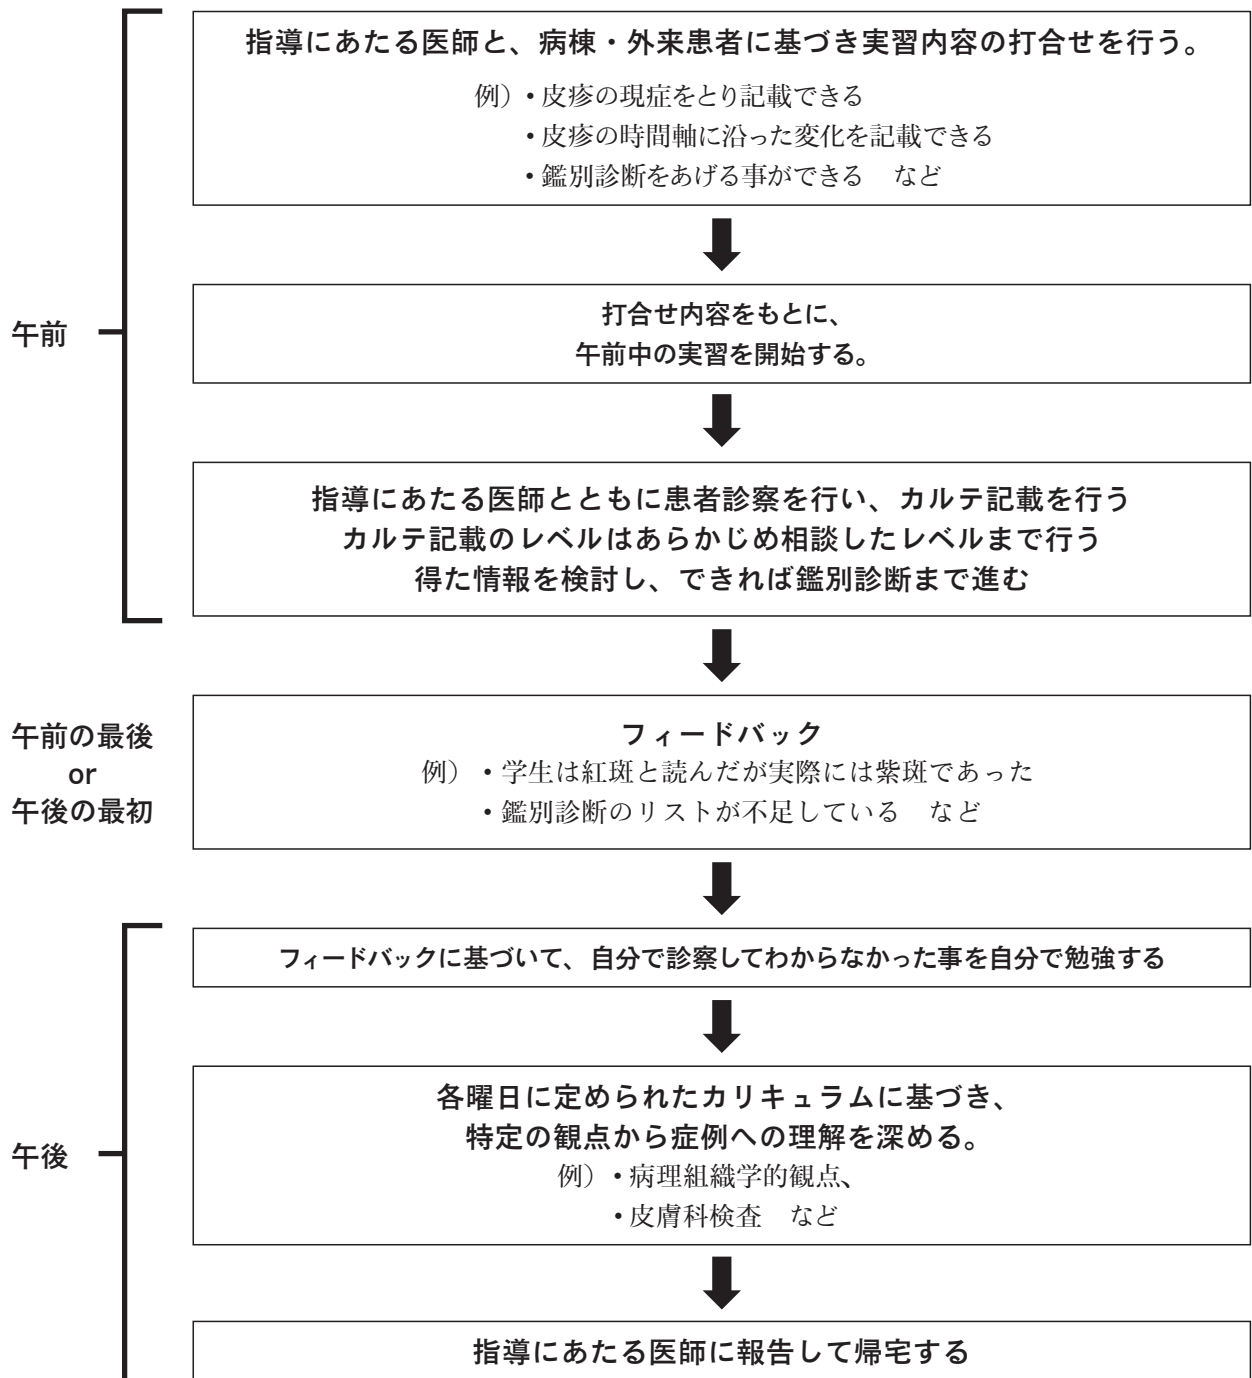 指導にあたる医師と、病棟・外来患者に基づき実習内容の打合せを行う。
例）・皮疹の現症をとり記載できる
・皮疹の時間軸に沿った変化を記載できる
・鑑別診断をあげる事ができる　など
午前
打合せ内容をもとに、
午前中の実習を開始する。
指導にあたる医師とともに患者診察を行い、カルテ記載を行う
カルテ記載のレベルはあらかじめ相談したレベルまで行う
得た情報を検討し、できれば鑑別診断まで進む
午前の最後
or
午後の最初
フィードバック
例）・学生は紅斑と読んだが実際には紫斑であった
・鑑別診断のリストが不足している　など
フィードバックに基づいて、自分で診察してわからなかった事を自分で勉強する
午後
各曜日に定められたカリキュラムに基づき、
特定の観点から症例への理解を深める。
例）・病理組織学的観点、
・皮膚科検査　など
指導にあたる医師に報告して帰宅する